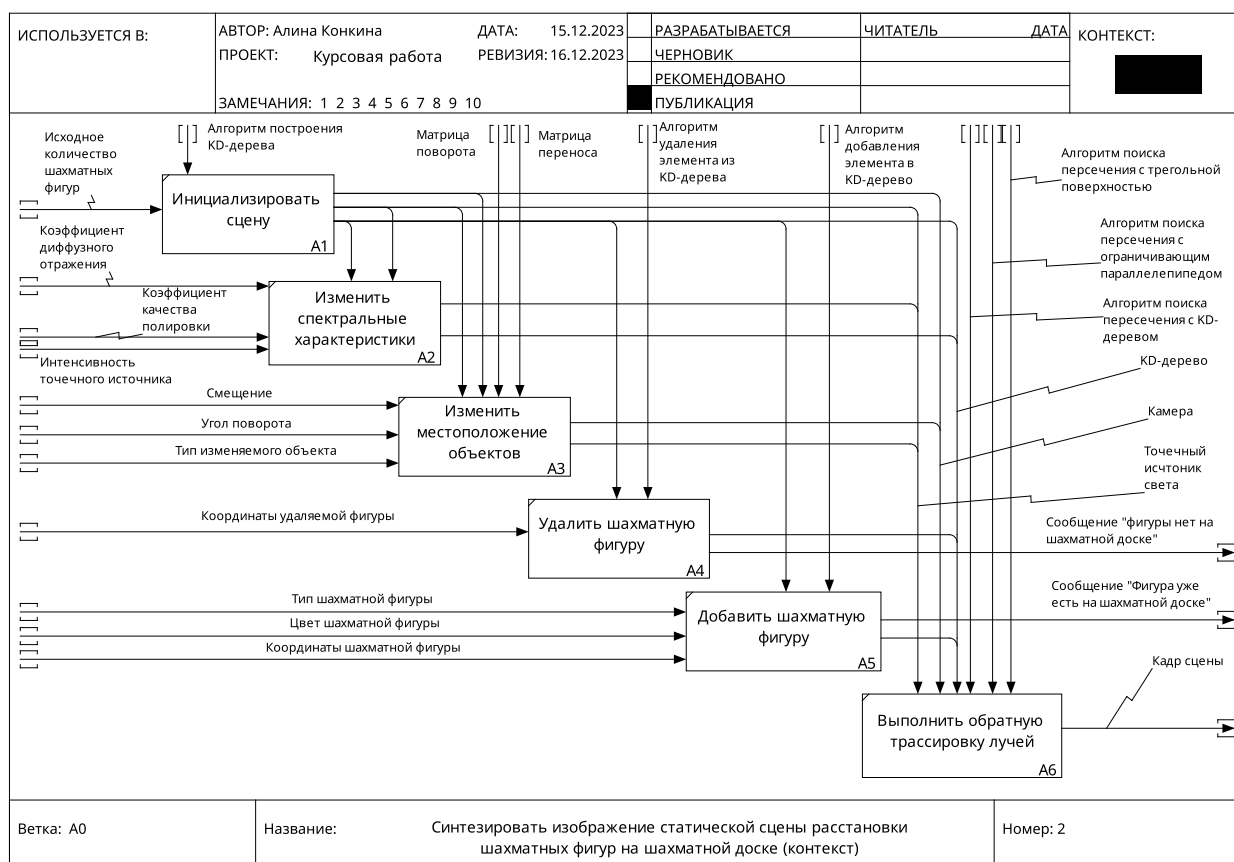 ИСПОЛЬЗУЕТСЯ В:
АВТОР: Алина Конкина
ДАТА: 15.12.2023
ПРОЕКТ: Курсовая работа
РЕВИЗИЯ: 16.12.2023
ЗАМЕЧАНИЯ: 1 2 3 4 5 6 7 8 9 10
РАЗРАБАТЫВАЕТСЯ
ЧЕРНОВИК
РЕКОМЕНДОВАНО
ПУБЛИКАЦИЯ
ЧИТАТЕЛЬ
ДАТА
КОНТЕКСТ:
Исходное
количество
шахматных
фигур
Алгоритм построения
KD-дерева
Матрица
поворота
Матрица
переноса
Алгоритм
удаления
элемента из
KD-дерева
Алгоритм
добавления
элемента в
KD-дерево
Алгоритм поиска
персечения с трегольной
поверхностью
Алгоритм поиска
персечения с
ограничивающим
параллелепипедом
Алгоритм поиска
пересечения с KD-
деревом
KD-дерево
Камера
Точечный
исчтоник
света
Инициализировать
сцену
A1
Коэффициент
диффузного
отражения
Коэффициент
качества
полировки
Интенсивность
точечного источника
Изменить
спектральные
характеристики
A2
Смещение
Угол поворота
Тип изменяемого объекта
Изменить
местоположение
объектов
A3
Координаты удаляемой фигуры
Удалить шахматную
фигуру
A4
Сообщение "фигуры нет на
шахматной доске"
Тип шахматной фигуры
Цвет шахматной фигуры
Координаты шахматной фигуры
Добавить шахматную
фигуру
A5
Сообщение "Фигура уже
есть на шахматной доске"
Кадр сцены
Выполнить обратную
трассировку лучей
A6
Ветка: A0
Название:
Синтезировать изображение статической сцены расстановки
шахматных фигур на шахматной доске (контекст)
Номер: 2